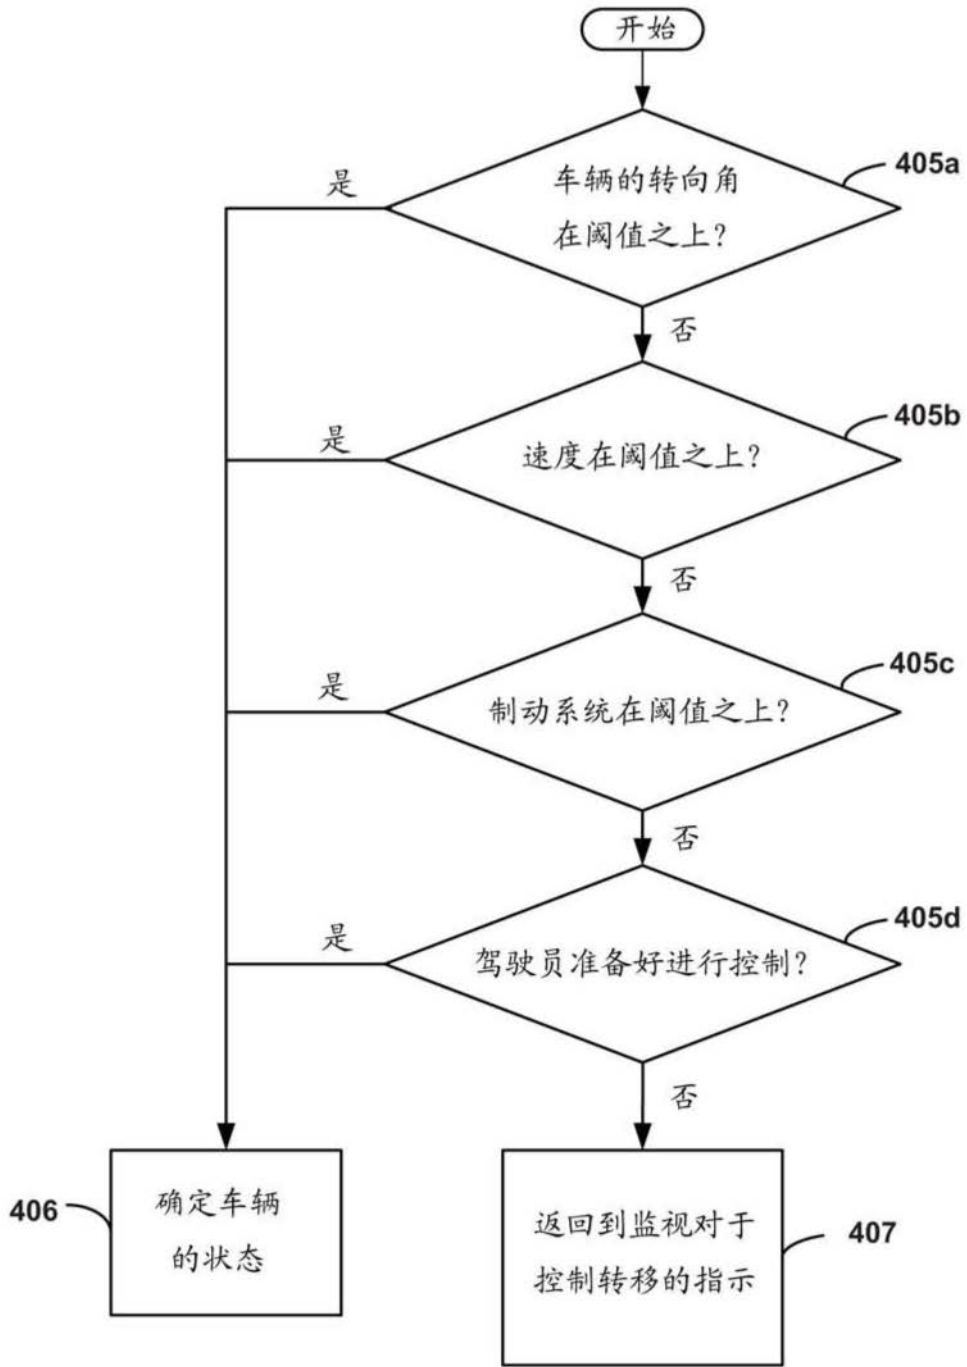 开始
车辆的转向角
在阈值之上?
405a
是
否
速度在阈值之上?
405b
是
否
制动系统在阈值之上?
405c
是
否
驾驶员准备好进行控制?
405d
是
否
确定车辆
的状态
406
返回到监视对于
控制转移的指示
407